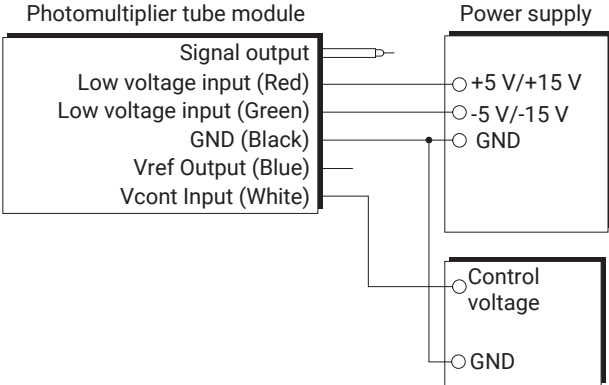 Photomultiplier tube module
Power supply
Signal output
Low voltage input (Red)
+5 V/+15 V
Low voltage input (Green)
-5 V/-15 V
GND (Black)
GND
Vref Output (Blue)
Vcont Input (White)
Control
voltage
GND